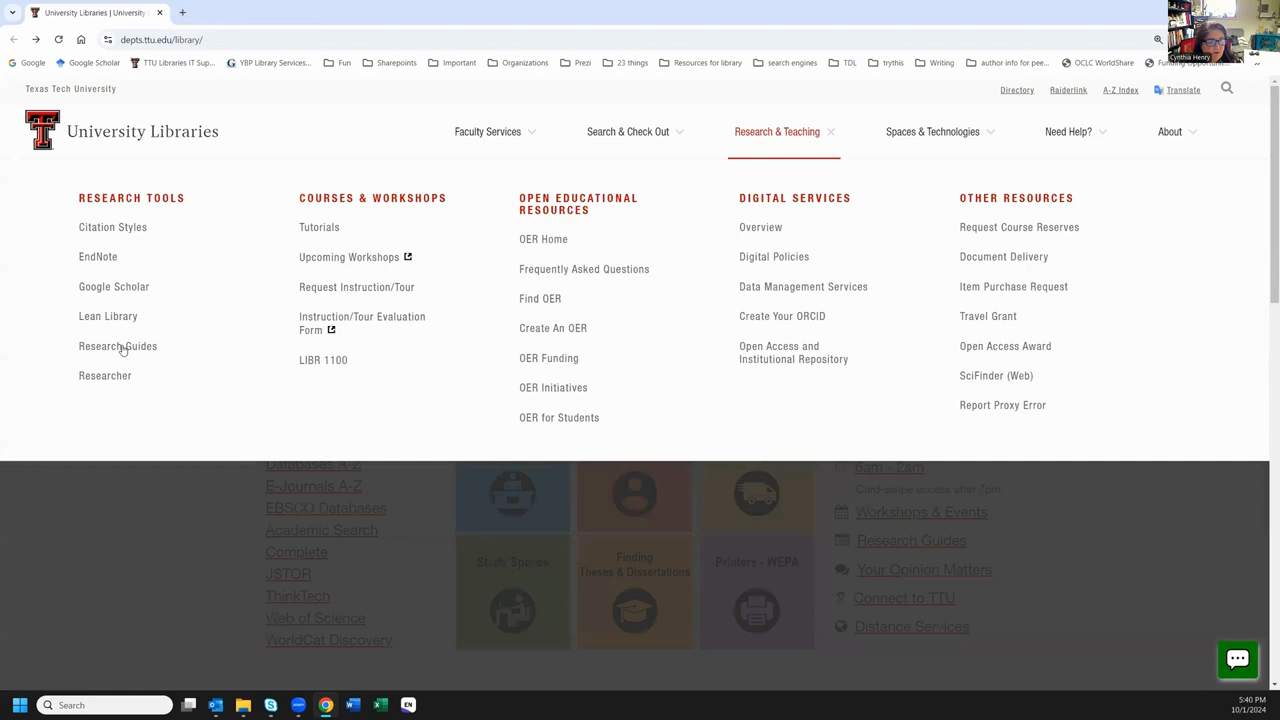 University Libraries | University
depts.ttu.edu/library/
Google
Google Scholar
TTU Libraries IT Sup...
YBP Library Services...
Fun
Sharepoints
Important
Organizations
Prezi
23 things
Resources for library
search engines
TDL
trythis
Writing
author info for pee...
OCLC WorldShare
Cynthia Henry
Texas Tech University
Directory
Raiderlink
A-Z Index
Translate
University Libraries
Faculty Services
Search & Check Out
Research & Teaching
Spaces & Technologies
Need Help?
About
RESEARCH TOOLS
Citation Styles
EndNote
Google Scholar
Lean Library
Research Guides
Researcher
COURSES & WORKSHOPS
Tutorials
Upcoming Workshops
Request Instruction/Tour
Instruction/Tour Evaluation
Form
LIBR 1100
OPEN EDUCATIONAL
RESOURCES
OER Home
Frequently Asked Questions
Find OER
Create An OER
OER Funding
OER Initiatives
OER for Students
DIGITAL SERVICES
Overview
Digital Policies
Data Management Services
Create Your ORCID
Open Access and
Institutional Repository
OTHER RESOURCES
Request Course Reserves
Document Delivery
Item Purchase Request
Travel Grant
Open Access Award
SciFinder (Web)
Report Proxy Error
Databases A-Z
E-Journals A-Z
EBSCO Databases
Academic Search
Complete
JSTOR
ThinkTech
Web of Science
WorldCat Discovery
Study Spaces
Finding
Theses & Dissertations
Printers - WEPA
6am - 2am
Card-swipe access after 7pm
Workshops & Events
Research Guides
Your Opinion Matters
Connect to TTU
Distance Services
Search
EN
5:40 PM
10/1/2024